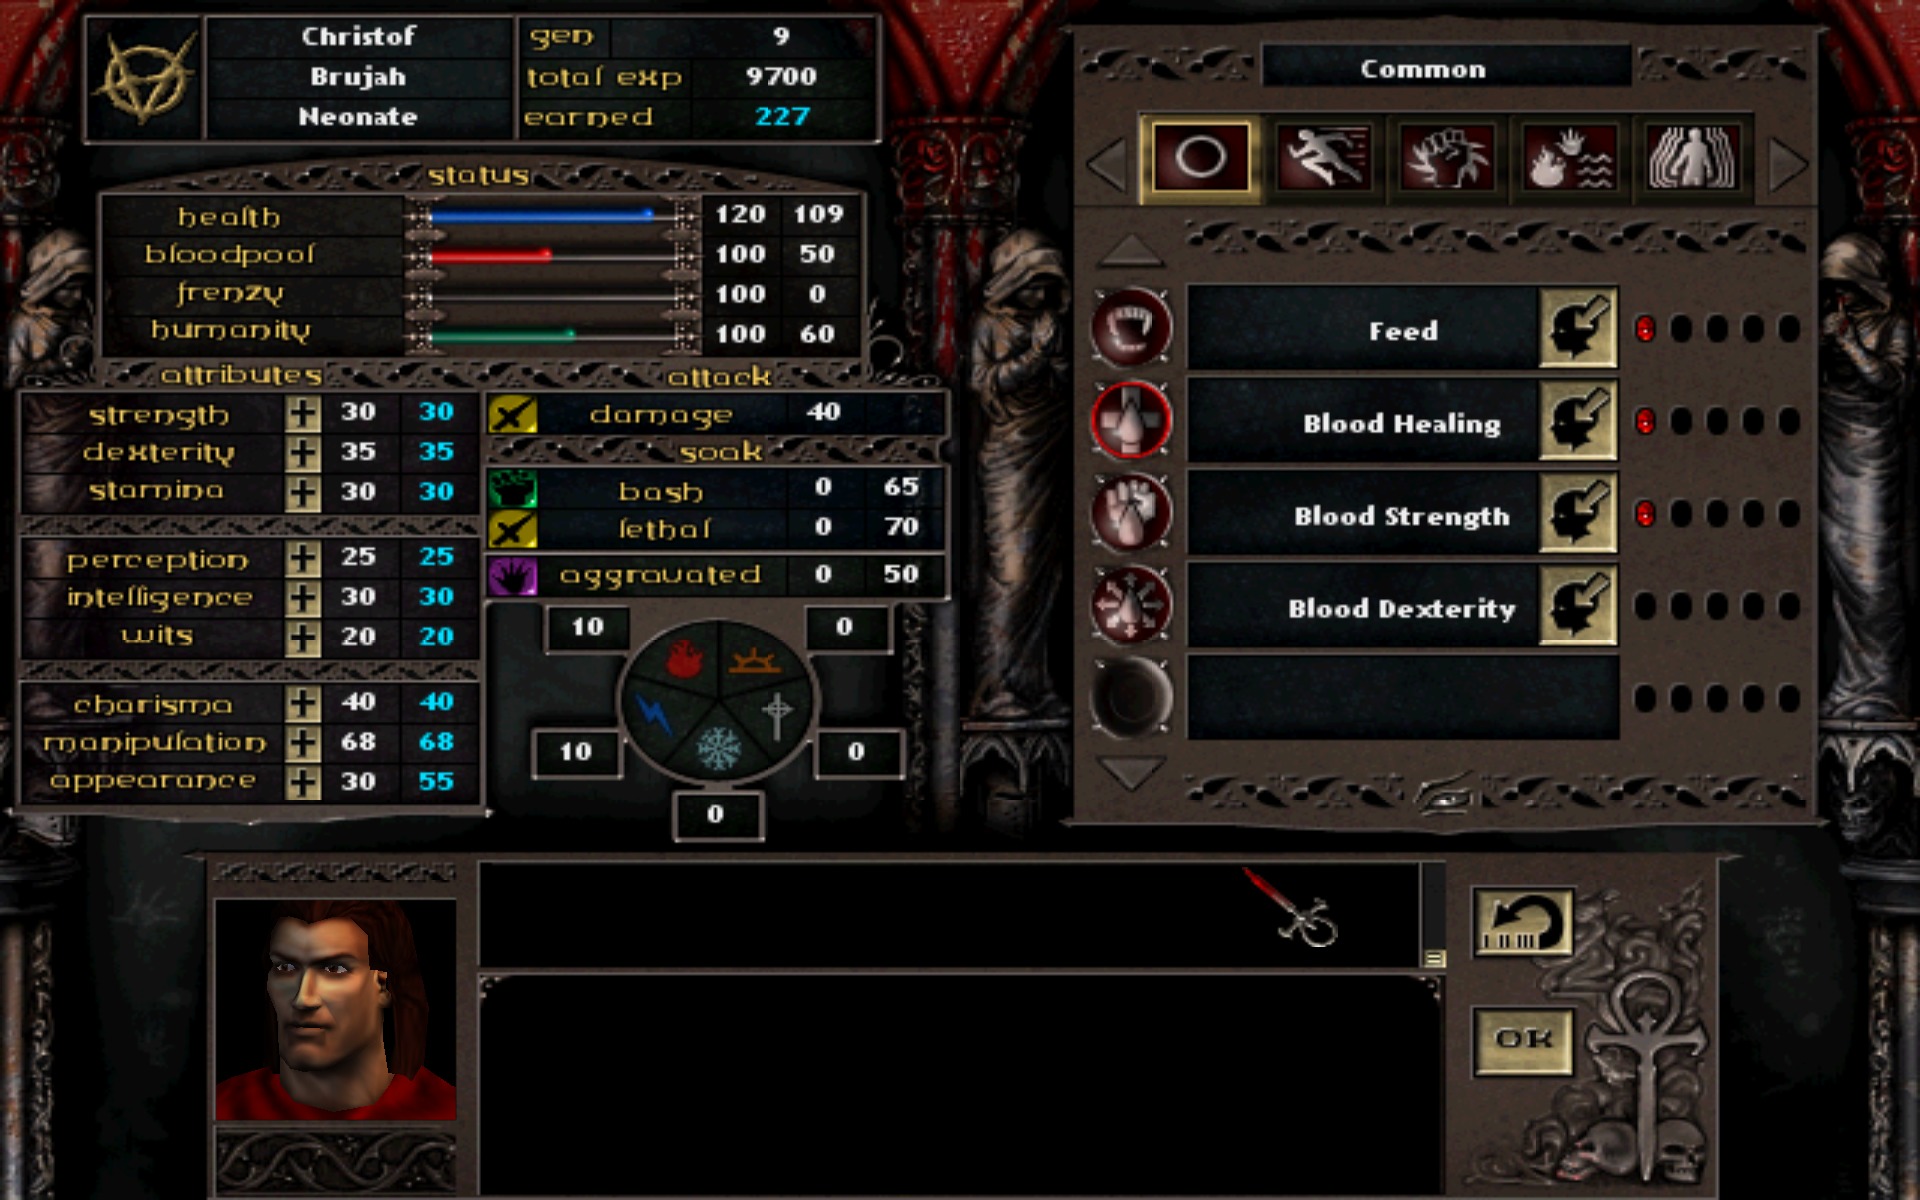 Christof
Brujah
Neonate
gen 9
total exp 9700
earned 227
status
health 120 109
bloodpool 100 50
frenzy 100 0
humanity 100 60
attributes
strength + 30 30
dexterity + 35 35
stamina + 30 30
perception + 25 25
intelligence + 30 30
wits + 20 20
charisma + 40 40
manipulation + 68 68
appearance + 30 55
attack
damage 40
soak
bash 0 65
lethal 0 70
aggravated 0 50
10 0
10 0
0
Common
Feed
Blood Healing
Blood Strength
Blood Dexterity
I II III
OK